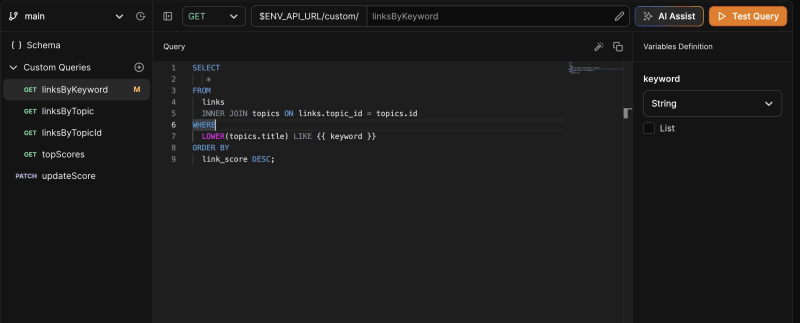 main
GET
$ENV_API_URL/custom/
linksByKeyword
AI Assist
Test Query
{ } Schema
Custom Queries
GET linksByKeyword M
GET linksByTopic
GET linksByTopicId
GET topScores
PATCH updateScore
Query
1 SELECT
2 *
3 FROM
4 links
5 INNER JOIN topics ON links.topic_id = topics.id
6 WHERE
7 LOWER(topics.title) LIKE {{ keyword }}
8 ORDER BY
9 link_score DESC;
Variables Definition
keyword
String
List